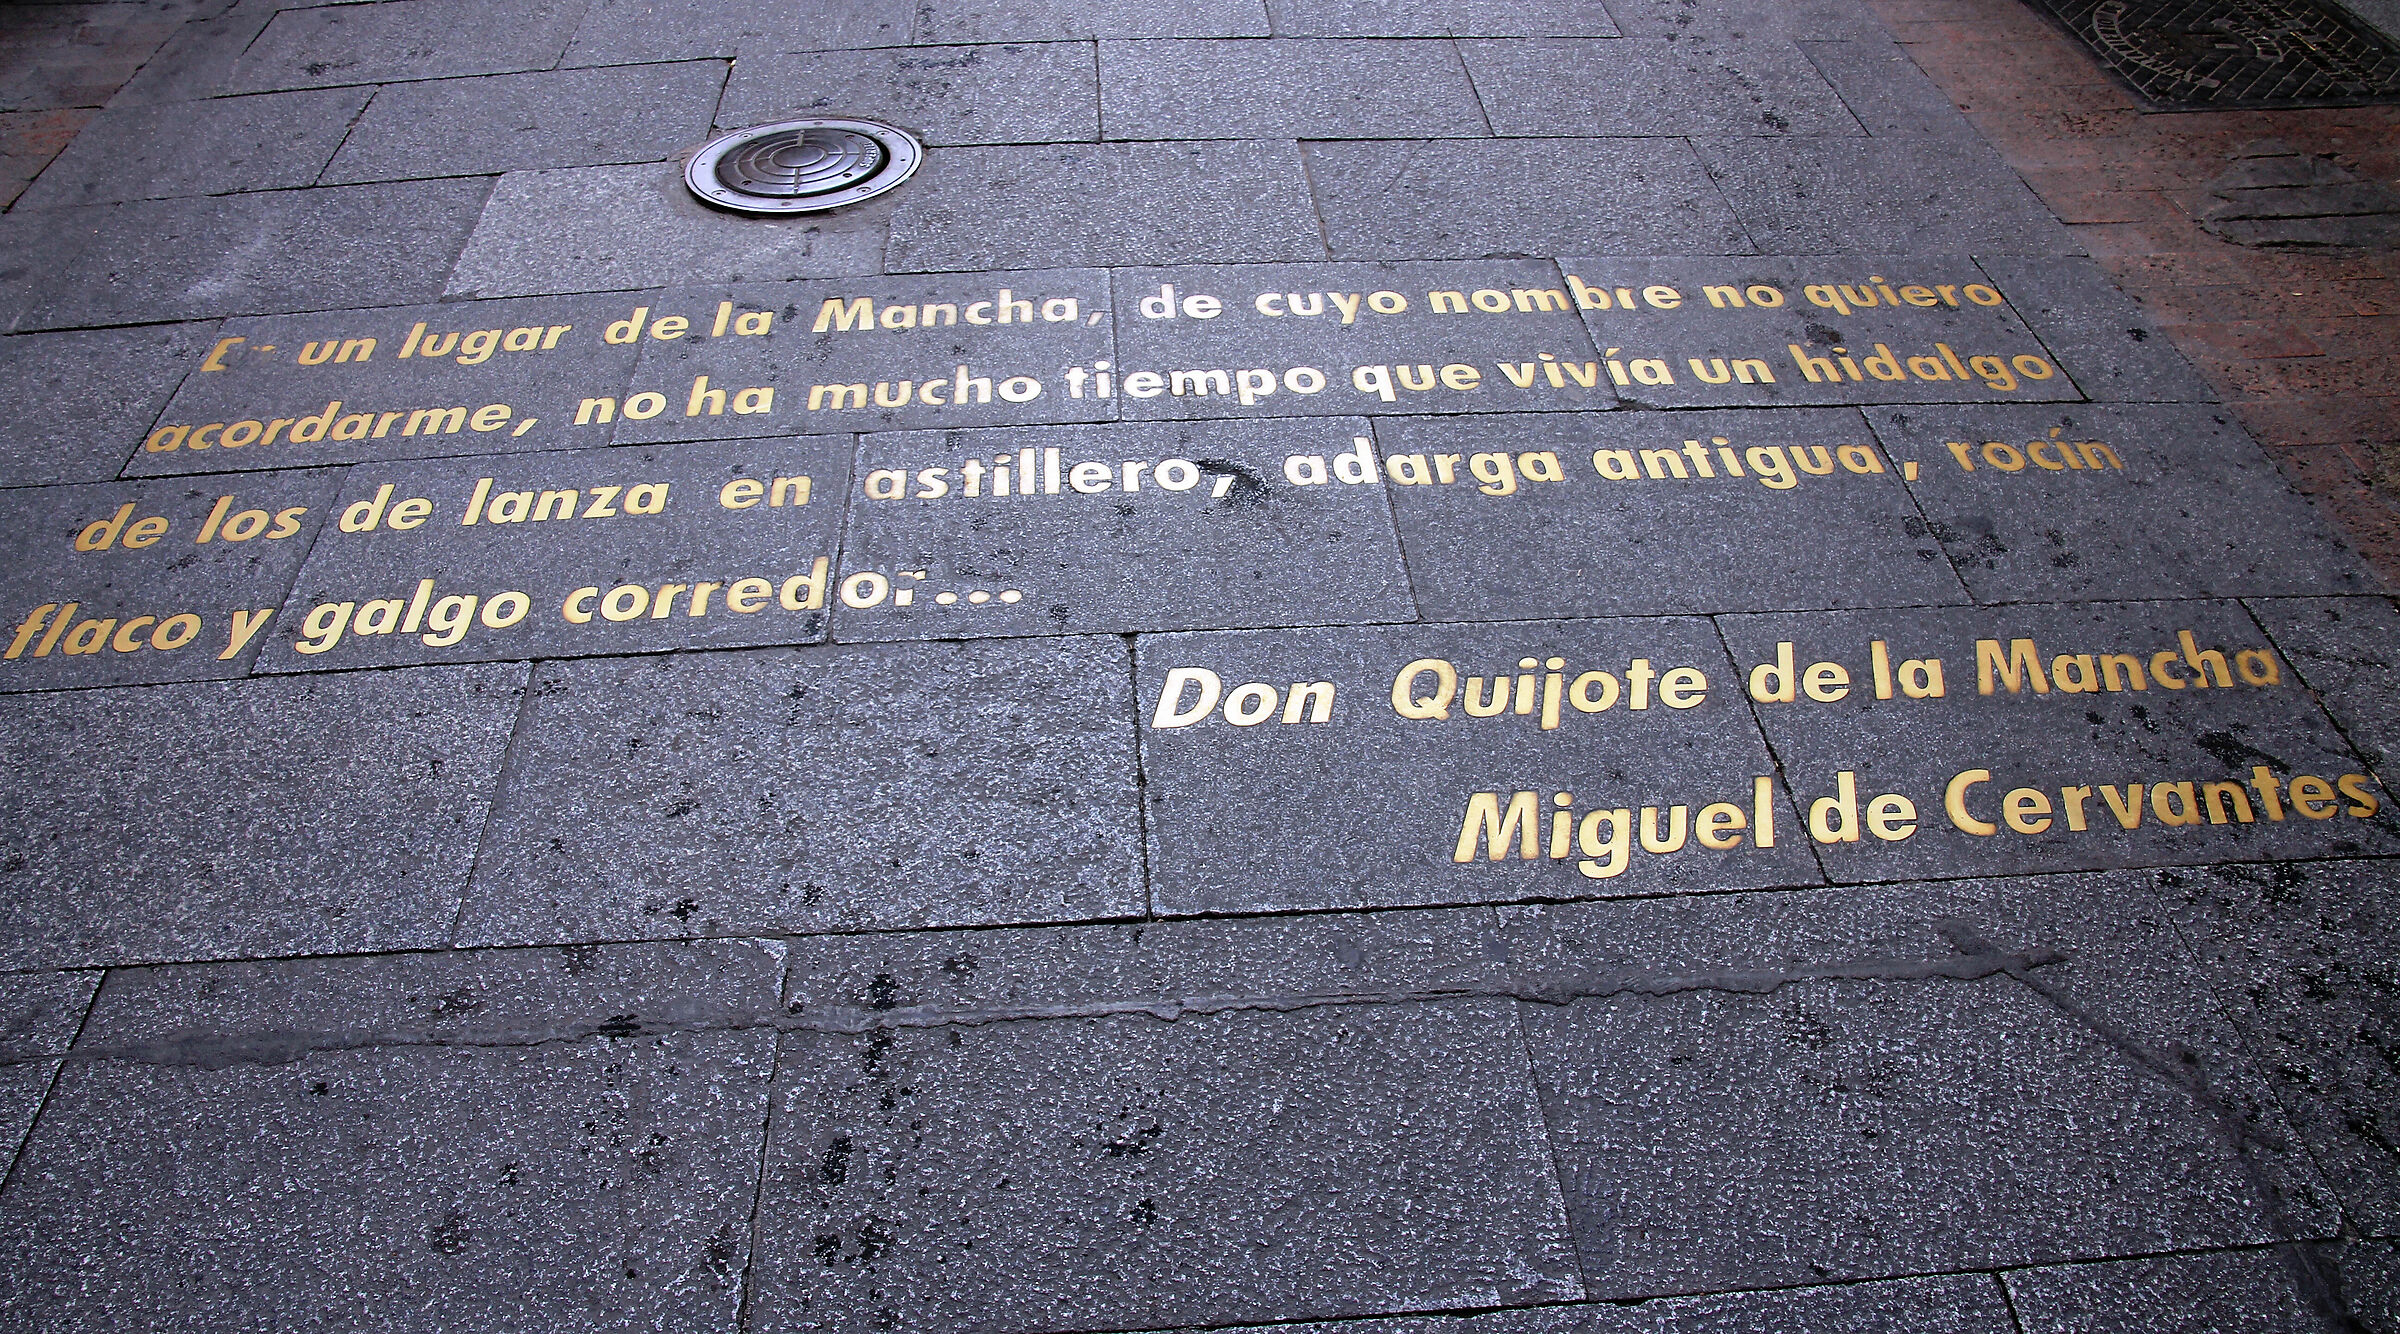 En un lugar de la Mancha, de cuyo nombre no quiero
acordarme, no ha mucho tiempo que vivía un hidalgo
de los de lanza en astillero, adarga antigua, rocín
flaco y galgo corredor...
Don Quijote de la Mancha
Miguel de Cervantes